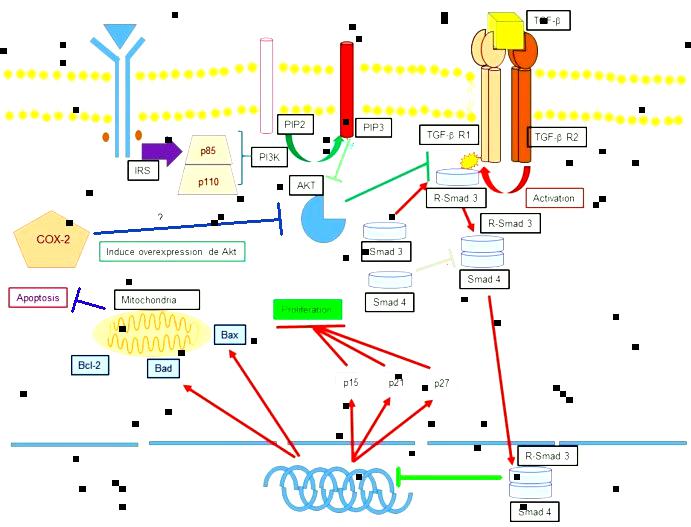 TGF-β
PIP2
PIP3
TGF-β R1
TGF-β R2
p85
p110
PI3K
IRS
AKT
R-Smad 3
Activation
?
COX-2
Induce overexpression de Akt
Smad 3
R-Smad 3
Smad 4
Smad 4
Apoptosis
Mitochondria
Proliferation
Bax
Bcl-2
Bad
p15
p21
p27
R-Smad 3
Smad 4